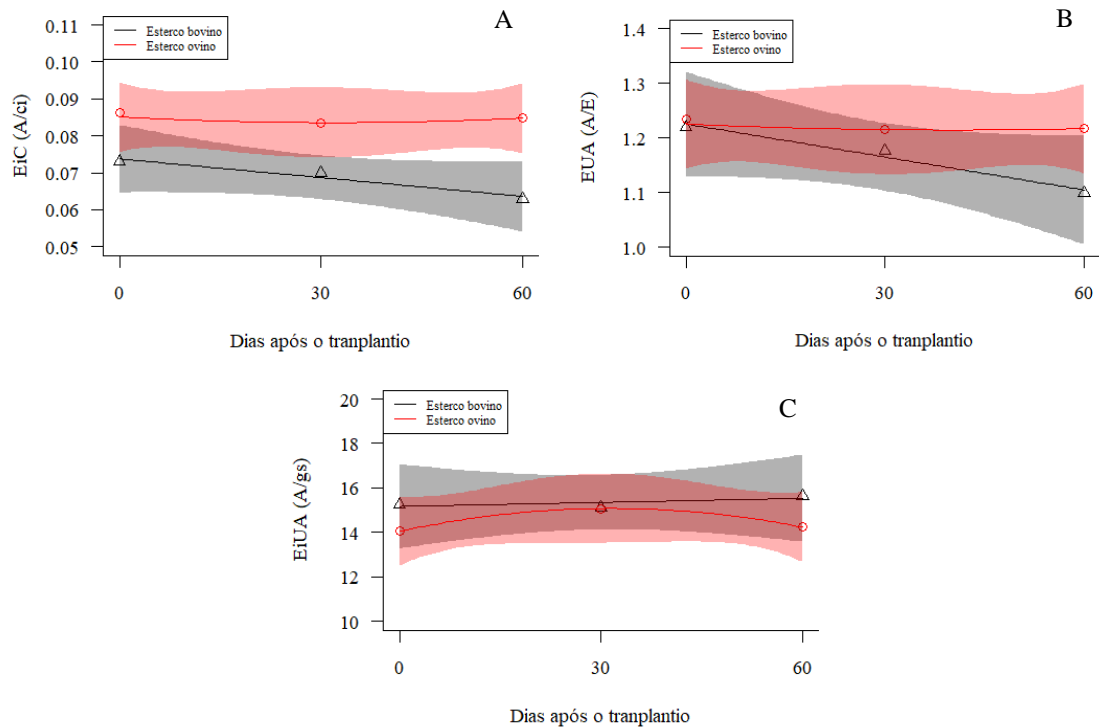 A
Esterco bovino
Esterco ovino
EiC (A/ci)
0.11
0.10
0.09
0.08
0.07
0.06
0.05
0
30
60
Dias após o tranplantio
B
Esterco bovino
Esterco ovino
EUA (A/E)
1.4
1.3
1.2
1.1
1.0
0
30
60
Dias após o tranplantio
C
Esterco bovino
Esterco ovino
EiUA (A/gs)
20
18
16
14
12
10
0
30
60
Dias após o tranplantio